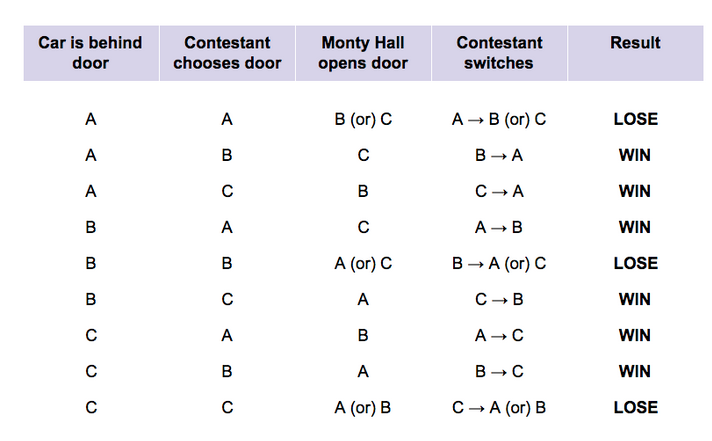 Car is behind door Contestant chooses door Monty Hall opens door Contestant switches Result
A A B (or) C A → B (or) C LOSE
A B C B → A WIN
A C B C → A WIN
B A C A → B WIN
B B A (or) C B → A (or) C LOSE
B C A C → B WIN
C A B A → C WIN
C B A B → C WIN
C C A (or) B C → A (or) B LOSE